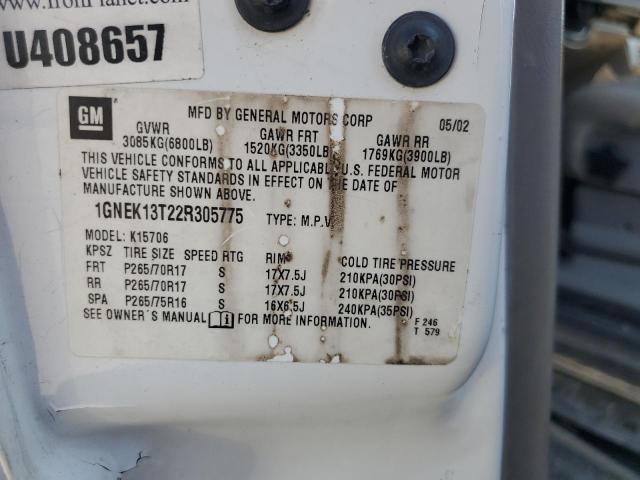 U408657
GM
MFD BY GENERAL MOTORS CORP
05/02
GVWR GAWR FRT GAWR RR
3085KG(6800LB) 1520KG(3350LB) 1769KG(3900LB)
THIS VEHICLE CONFORMS TO ALL APPLICABLE U.S. FEDERAL MOTOR
VEHICLE SAFETY STANDARDS IN EFFECT ON THE DATE OF
MANUFACTURE SHOWN ABOVE.
1GNEK13T22R305775 TYPE: M.P.V.
MODEL: K15706
KPSZ TIRE SIZE SPEED RTG RIM COLD TIRE PRESSURE
FRT P265/70R17 S 17X7.5J 210KPA(30PSI)
RR P265/70R17 S 17X7.5J 210KPA(30PSI)
SPA P265/75R16 S 16X6.5J 240KPA(35PSI)
SEE OWNER'S MANUAL FOR MORE INFORMATION.
F 246
T 579